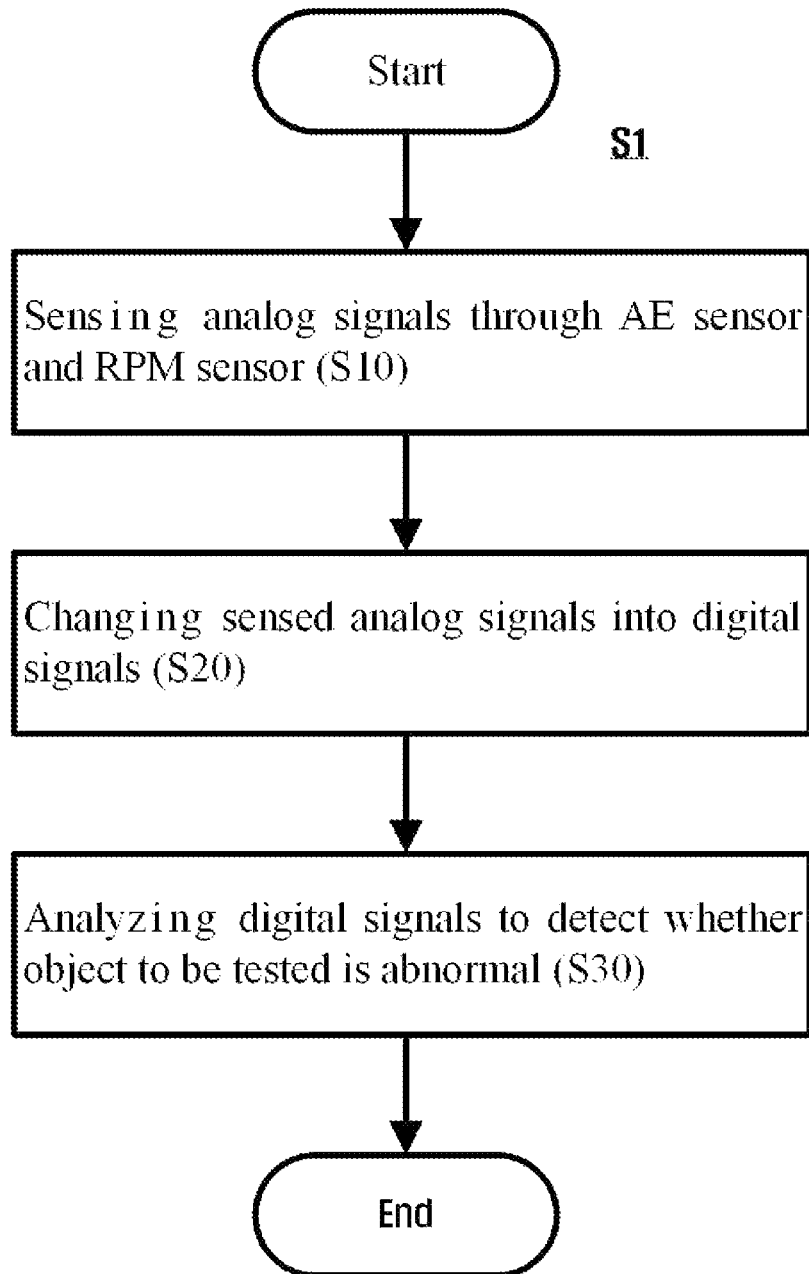 Start
S1
Sensing analog signals through AE sensor
and RPM sensor (S10)
Changing sensed analog signals into digital
signals (S20)
Analyzing digital signals to detect whether
object to be tested is abnormal (S30)
End